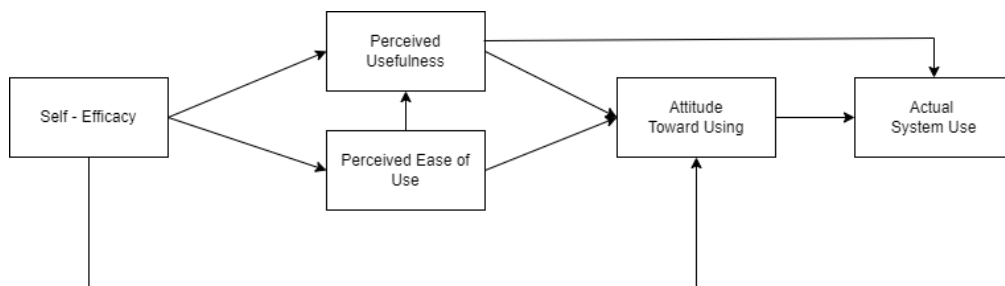 Perceived
Usefulness
Self - Efficacy
Attitude
Toward Using
Actual
System Use
Perceived Ease of
Use